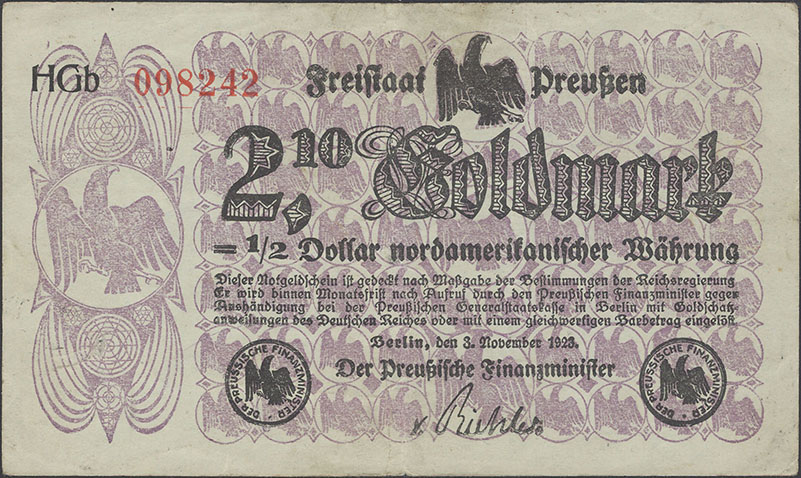 HGb 098242
Freistaat Preußen
2,10 Goldmark
= 1/2 Dollar nordamerikanischer Währung
Dieser Notgeldschein ist gedeckt nach Maßgabe der Bestimmungen der Reichsregierung
Er wird binnen Monatsfrist nach Aufruf durch den Preußischen Finanzminister gegen
Aushändigung bei der Preußischen Generalstaatskasse in Berlin mit Goldschatz-
anweisungen des Deutschen Reiches oder mit einem gleichwertigen Barbetrag eingelöst.
Berlin, den 3. November 1923.
Der Preußische Finanzminister
DER PREUSSISCHE FINANZMINISTER
DER PREUSSISCHE FINANZMINISTER